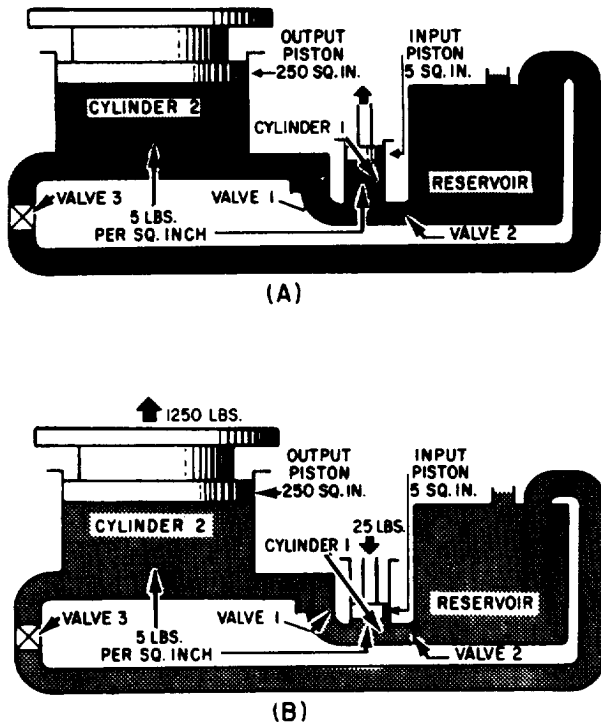 OUTPUT
PISTON
250 SQ. IN.
INPUT
PISTON
5 SQ. IN.
CYLINDER 2
CYLINDER 1
RESERVOIR
VALVE 3
VALVE 1
5 LBS.
PER SQ. INCH
VALVE 2
(A)
1250 LBS.
OUTPUT
PISTON
250 SQ. IN.
INPUT
PISTON
5 SQ. IN.
25 LBS.
CYLINDER 2
CYLINDER 1
RESERVOIR
VALVE 3
VALVE 1
5 LBS.
PER SQ. INCH
VALVE 2
(B)